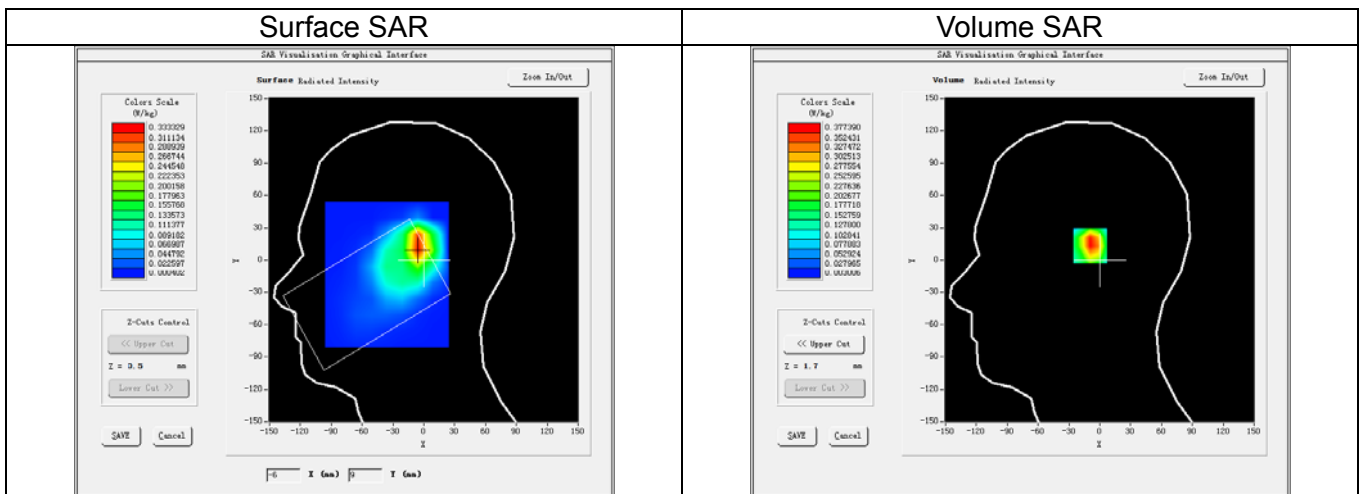 Surface SAR
SAR Visualisation Graphical Interface
Surface Radiated Intensity
Zoom In/Out
Colors Scale
(W/kg)
0.333329
0.311134
0.288939
0.266744
0.244548
0.222353
0.200158
0.177963
0.155768
0.133573
0.111377
0.089182
0.066987
0.044792
0.022597
0.000402
Z-Cuts Control
<< Upper Cut
Z = 3.5 mm
Lower Cut >>
SAVE Cancel
150
120
90
60
30
0
-30
-60
-90
-120
-150
Y
-150 -120 -90 -60 -30 0 30 60 90 120 150
X
-6 X (mm) 9 Y (mm)
Volume SAR
SAR Visualisation Graphical Interface
Volume Radiated Intensity
Zoom In/Out
Colors Scale
(W/kg)
0.377390
0.352431
0.327472
0.302513
0.277554
0.252595
0.227636
0.202677
0.177718
0.152759
0.127800
0.102841
0.077883
0.052924
0.027965
0.003006
Z-Cuts Control
<< Upper Cut
Z = 1.7 mm
Lower Cut >>
SAVE Cancel
150
120
90
60
30
0
-30
-60
-90
-120
-150
Y
-150 -120 -90 -60 -30 0 30 60 90 120 150
X